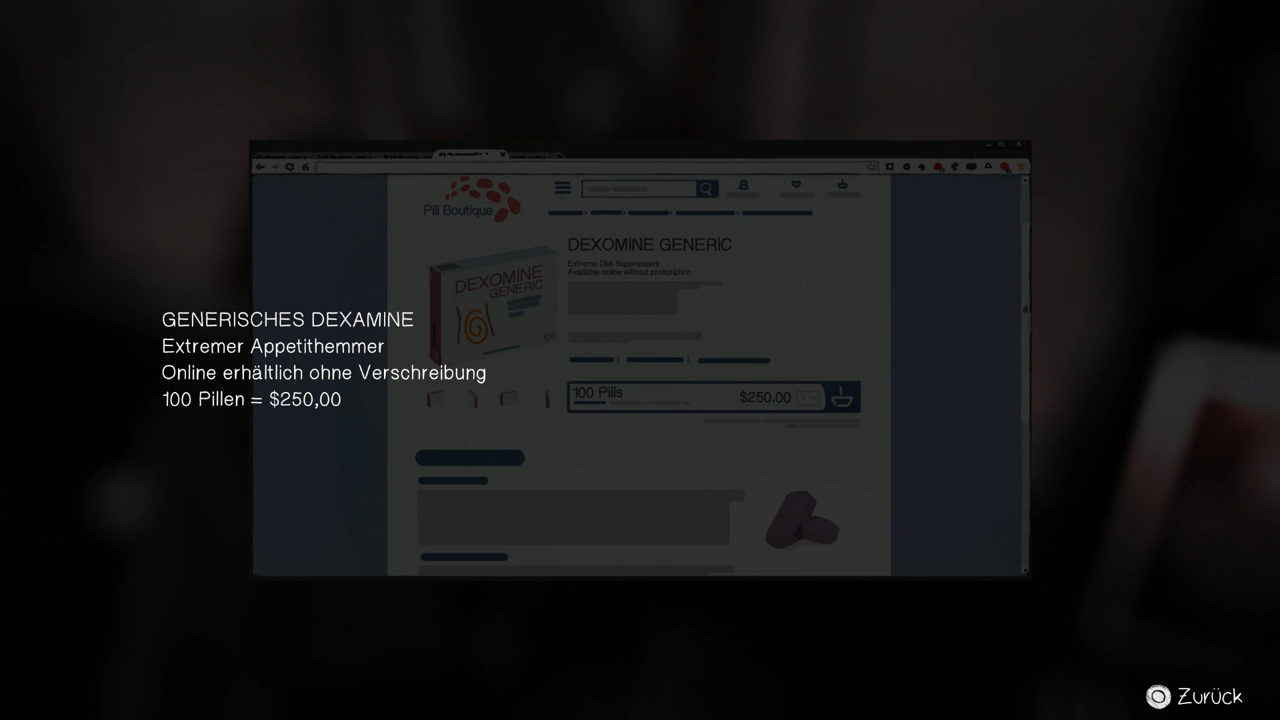 Pill Boutique
DEXOMINE GENERIC
Extreme Diet Suppressant
Available online without prescription
DEXOMINE
GENERIC
GENERISCHES DEXAMINE
Extremer Appetithemmer
Online erhältlich ohne Verschreibung
100 Pillen = $250,00
100 Pills
$250.00
Zurück